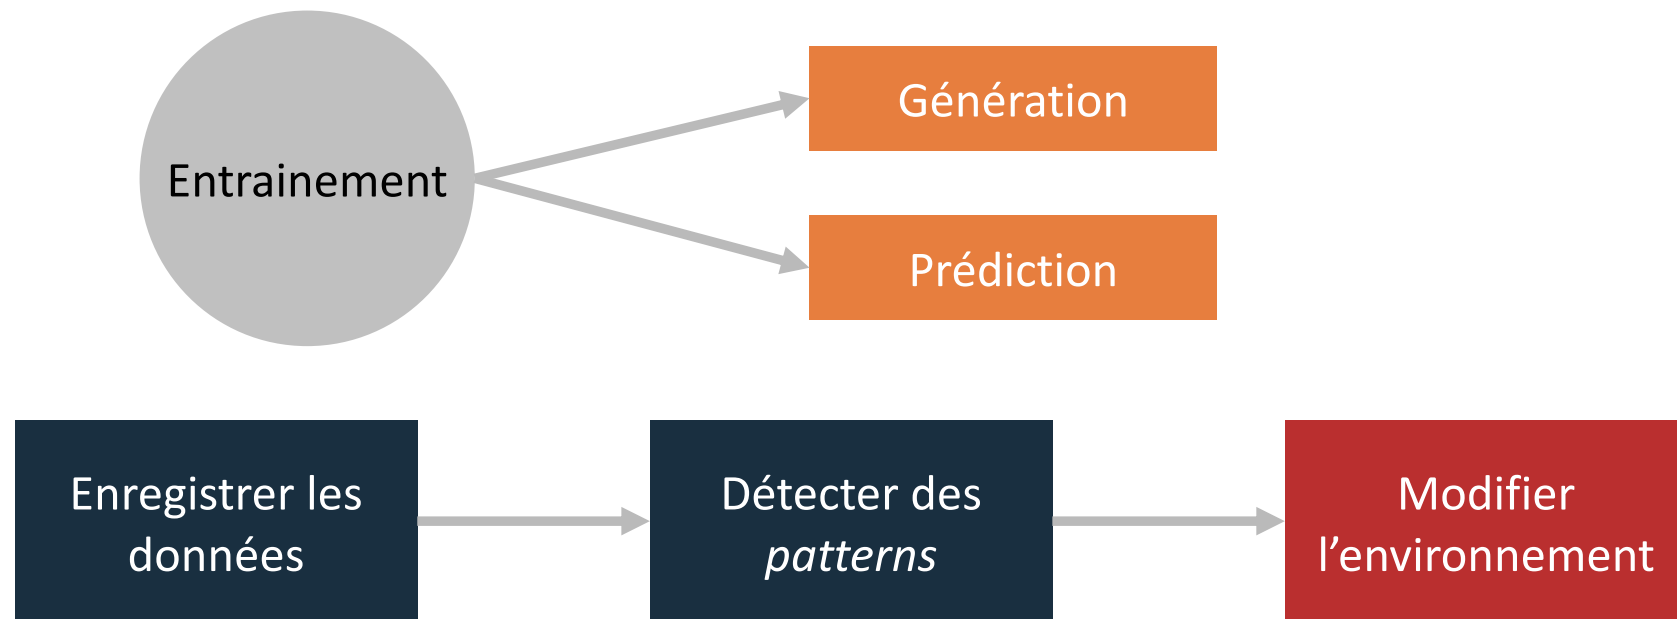 Génération
Entrainement
Prédiction
Enregistrer les
données
Détecter des
patterns
Modifier
l’environnement